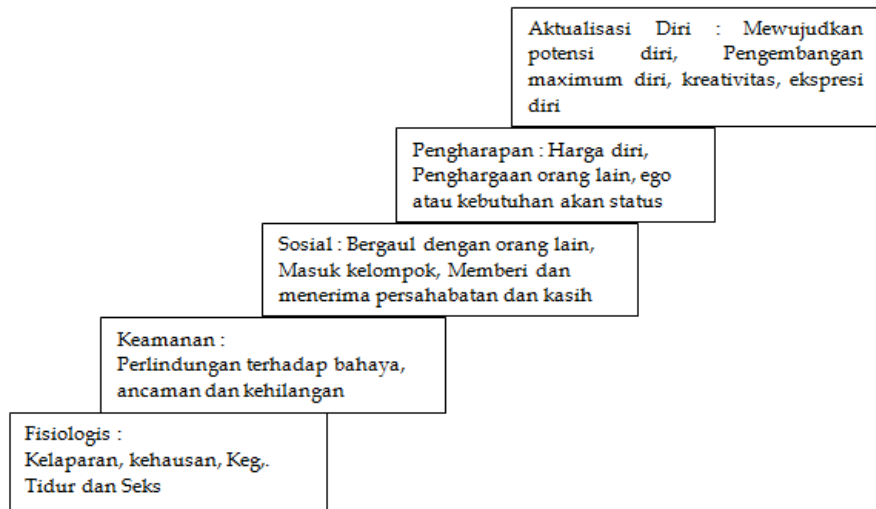 Aktualisasi Diri : Mewujudkan
potensi diri, Pengembangan
maximum diri, kreativitas, ekspresi
diri
Pengharapan : Harga diri,
Penghargaan orang lain, ego
atau kebutuhan akan status
Sosial : Bergaul dengan orang lain,
Masuk kelompok, Memberi dan
menerima persahabatan dan kasih
Keamanan :
Perlindungan terhadap bahaya,
ancaman dan kehilangan
Fisiologis :
Kelaparan, kehausan, Keg,.
Tidur dan Seks